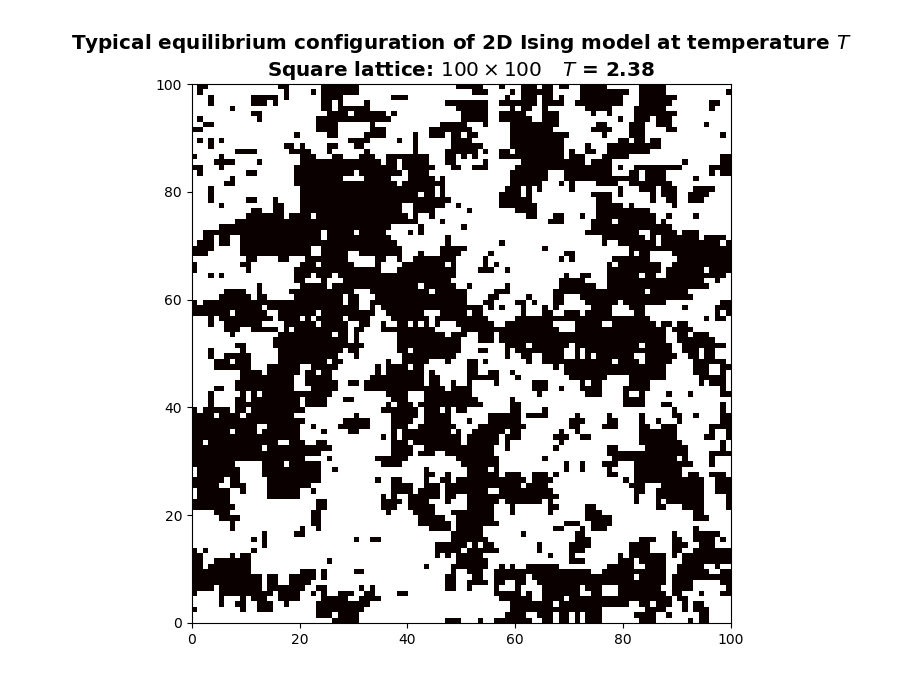 Typical equilibrium configuration of 2D Ising model at temperature T
Square lattice: 100 × 100 T = 2.38
100
80
60
40
20
0
0 20 40 60 80 100